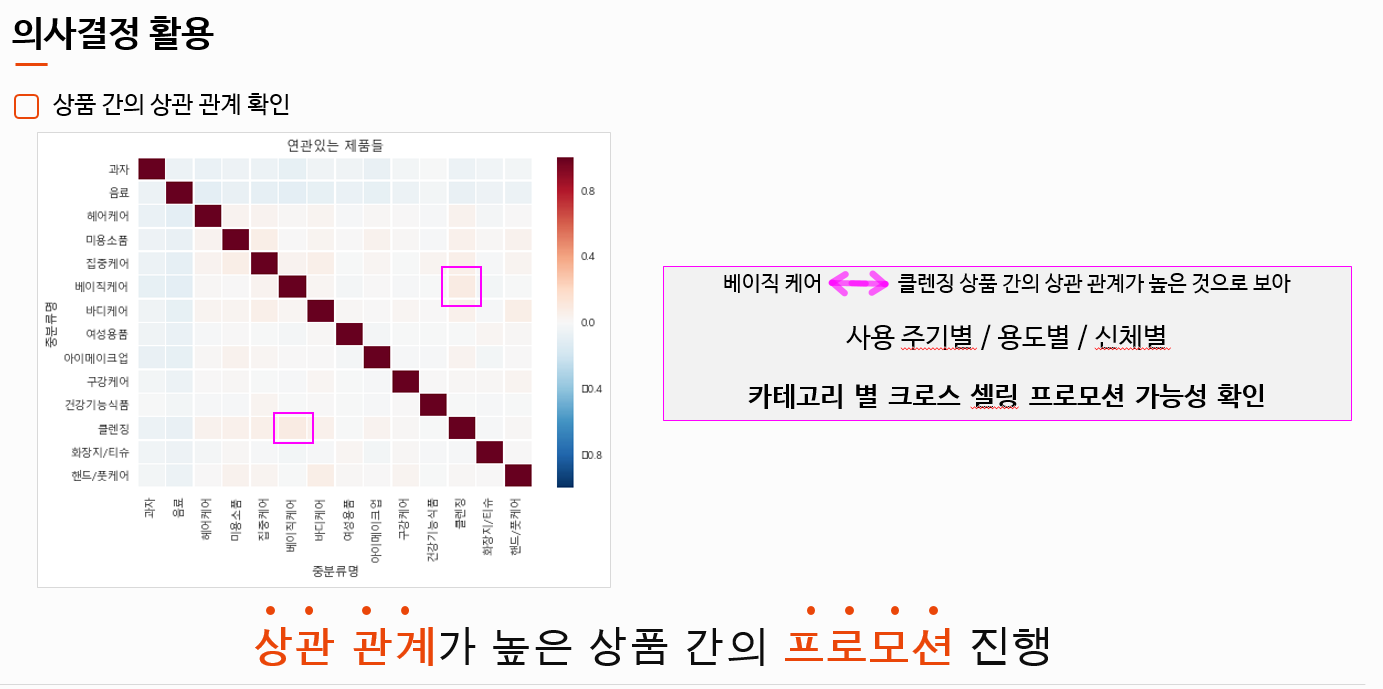 의사결정 활용
상품 간의 상관 관계 확인
연관있는 제품들
과자
음료
헤어케어
미용소품
집중케어
베이직케어
바디케어
여성용품
아이메이크업
구강케어
건강기능식품
클렌징
화장지/티슈
핸드/풋케어
중분류명
0.8
0.4
0.0
□0.4
□0.8
과자
음료
헤어케어
미용소품
집중케어
베이직케어
바디케어
여성용품
아이메이크업
구강케어
건강기능식품
클렌징
화장지/티슈
핸드/풋케어
중분류명
베이직 케어 클렌징 상품 간의 상관 관계가 높은 것으로 보아
사용 주기별 / 용도별 / 신체별
카테고리 별 크로스 셀링 프로모션 가능성 확인
상관 관계가 높은 상품 간의 프로모션 진행